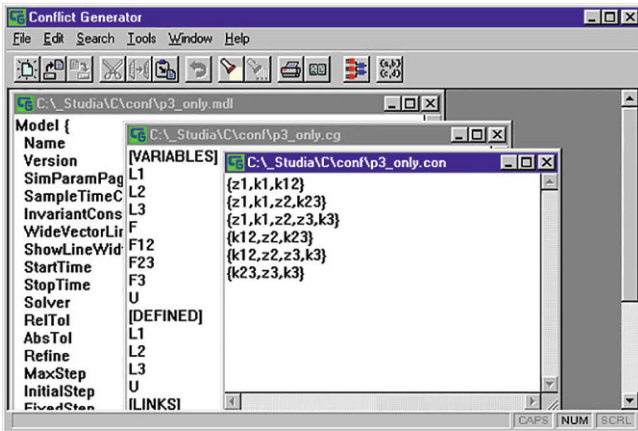 Conflict Generator
File Edit Search Tools Window Help
{a,b}
{c,d}
C:\_Studia\C\conf\p3_only.mdl
Model {
Name
Version
SimParamPag
SampleTimeC
InvariantCons
WideVectorLin
ShowLineWid
StartTime
StopTime
Solver
RelTol
AbsTol
Refine
MaxStep
InitialStep
FixedStep
C:\_Studia\C\conf\p3_only.cg
[VARIABLES]
L1
L2
L3
F
F12
F23
F3
U
[DEFINED]
L1
L2
L3
U
[LINKS]
C:\_Studia\C\conf\p3_only.con
{z1,k1,k12}
{z1,k1,z2,k23}
{z1,k1,z2,z3,k3}
{k12,z2,k23}
{k12,z2,z3,k3}
{k23,z3,k3}
CAPS NUM SCRL